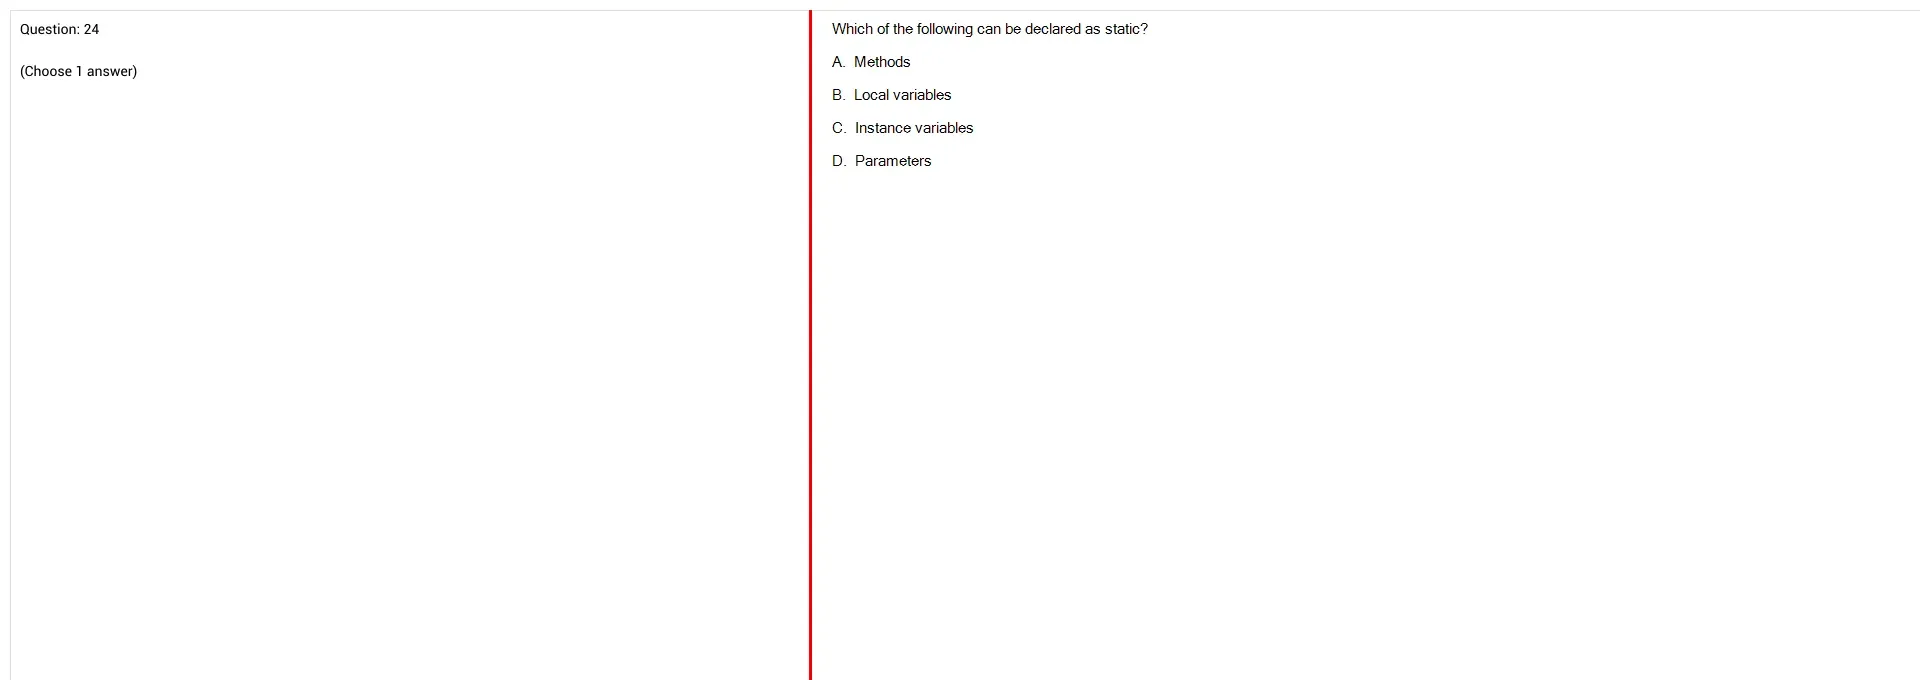 Question: 24
(Choose 1 answer)
Which of the following can be declared as static?
A. Methods
B. Local variables
C. Instance variables
D. Parameters